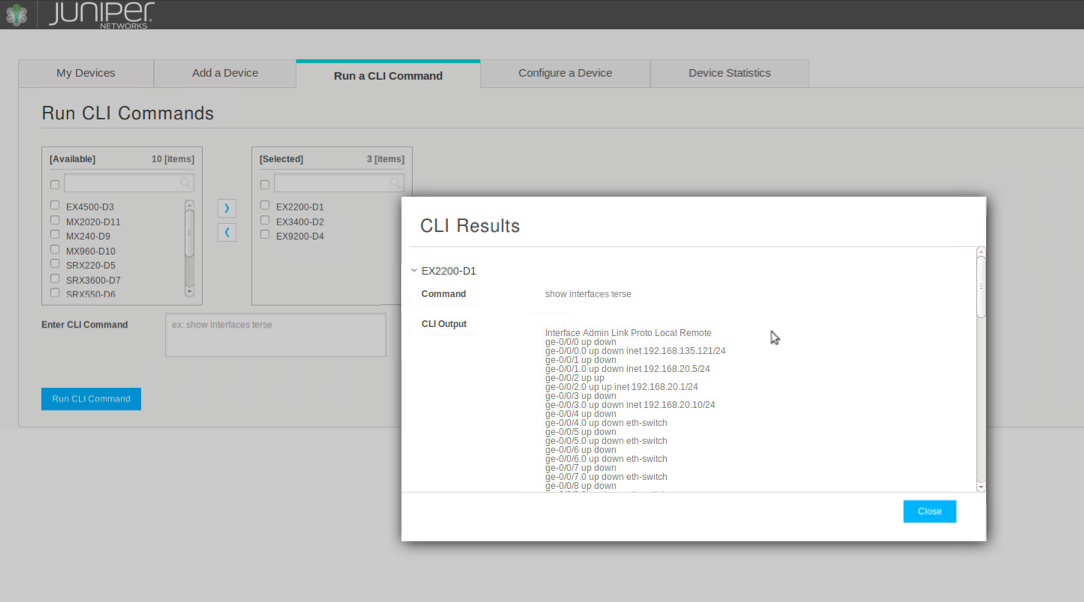 JUNIPER
NETWORKS
My Devices
Add a Device
Run a CLI Command
Configure a Device
Device Statistics
Run CLI Commands
[Available] 10 [items]
EX4500-D3
MX2020-D11
MX240-D9
MX960-D10
SRX220-D5
SRX3600-D7
SRX550-D6
[Selected] 3 [items]
EX2200-D1
EX3400-D2
EX9200-D4
Enter CLI Command
ex: show interfaces terse
Run CLI Command
CLI Results
EX2200-D1
Command show interfaces terse
CLI Output
Interface Admin Link Proto Local Remote
ge-0/0/0 up down
ge-0/0/0.0 up down inet 192.168.135.121/24
ge-0/0/1 up down
ge-0/0/1.0 up down inet 192.168.20.5/24
ge-0/0/2 up up
ge-0/0/2.0 up up inet 192.168.20.1/24
ge-0/0/3 up down
ge-0/0/3.0 up down inet 192.168.20.10/24
ge-0/0/4 up down
ge-0/0/4.0 up down eth-switch
ge-0/0/5 up down
ge-0/0/5.0 up down eth-switch
ge-0/0/6 up down
ge-0/0/6.0 up down eth-switch
ge-0/0/7 up down
ge-0/0/7.0 up down eth-switch
ge-0/0/8 up down
Close